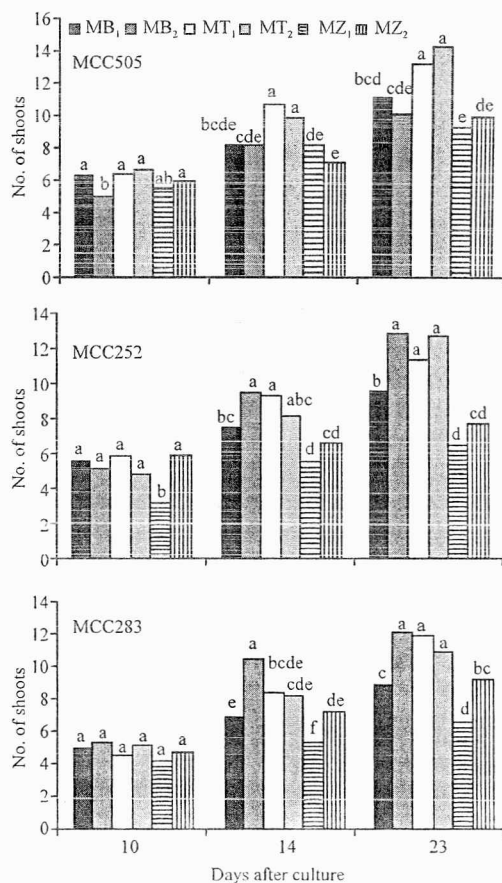 16 ■ MB₁ ■ MB₂ □ MT₁ □ MT₂ MZ₁ MZ₂
MCC505
No. of shoots
14
12
10
8
6
4
2
0
a b a a ab a
bcde cde a a de e
bcd cde a a e de
MCC252
No. of shoots
14
12
10
8
6
4
2
0
a a a a b a
bc a a abc d cd
b a a a d cd
MCC283
No. of shoots
14
12
10
8
6
4
2
0
a a a a a a
e a bcde cde f de
c a a a d bc
10 14 23
Days after culture